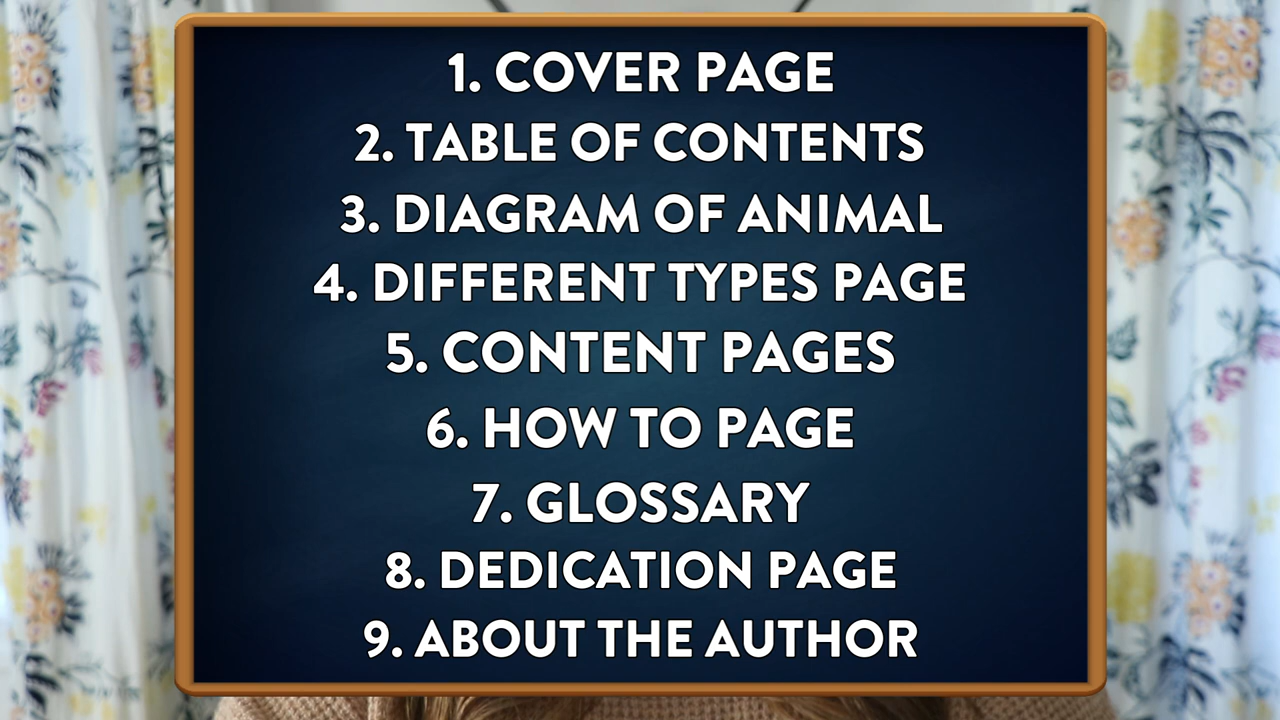 1. COVER PAGE
2. TABLE OF CONTENTS
3. DIAGRAM OF ANIMAL
4. DIFFERENT TYPES PAGE
5. CONTENT PAGES
6. HOW TO PAGE
7. GLOSSARY
8. DEDICATION PAGE
9. ABOUT THE AUTHOR